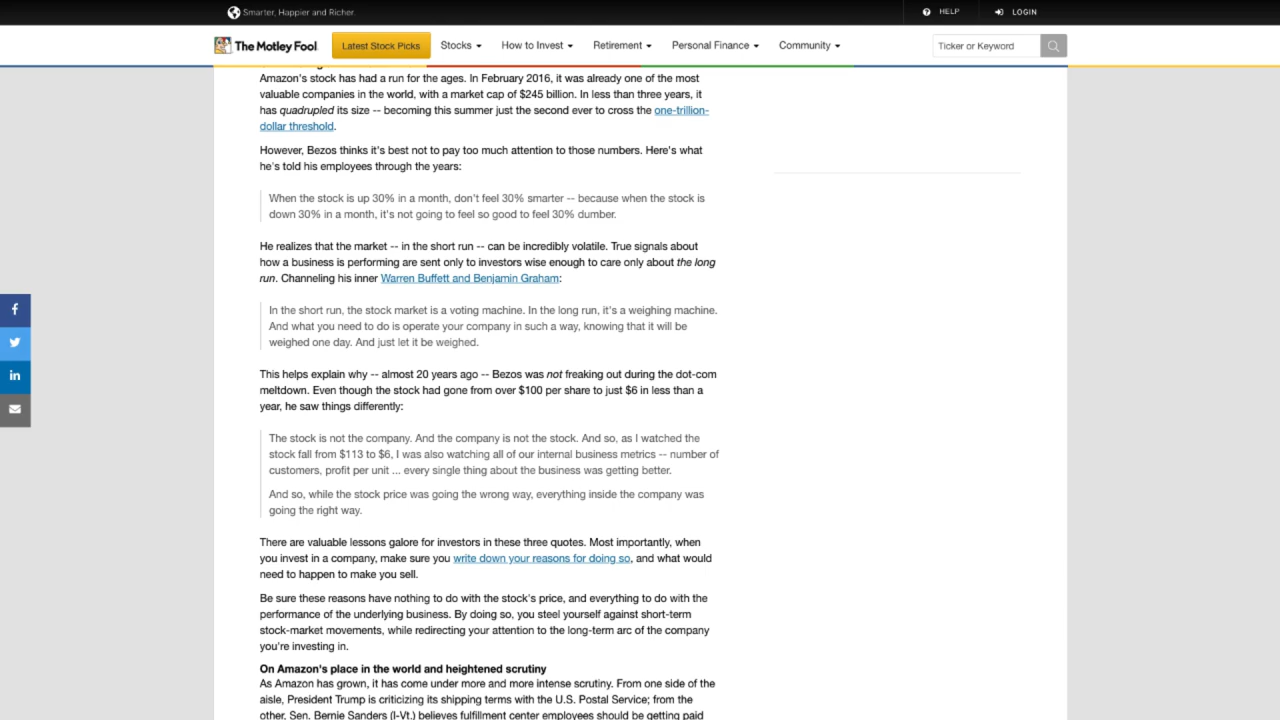 Smarter, Happier and Richer.
HELP
LOGIN
The Motley Fool.
Latest Stock Picks
Stocks
How to Invest
Retirement
Personal Finance
Community
Ticker or Keyword
Amazon's stock has had a run for the ages. In February 2016, it was already one of the most
valuable companies in the world, with a market cap of $245 billion. In less than three years, it
has quadrupled its size -- becoming this summer just the second ever to cross the one-trillion-
dollar threshold.
However, Bezos thinks it's best not to pay too much attention to those numbers. Here's what
he's told his employees through the years:
When the stock is up 30% in a month, don't feel 30% smarter -- because when the stock is
down 30% in a month, it's not going to feel so good to feel 30% dumber.
He realizes that the market -- in the short run -- can be incredibly volatile. True signals about
how a business is performing are sent only to investors wise enough to care only about the long
run. Channeling his inner Warren Buffett and Benjamin Graham:
In the short run, the stock market is a voting machine. In the long run, it's a weighing machine.
And what you need to do is operate your company in such a way, knowing that it will be
weighed one day. And just let it be weighed.
This helps explain why -- almost 20 years ago -- Bezos was not freaking out during the dot-com
meltdown. Even though the stock had gone from over $100 per share to just $6 in less than a
year, he saw things differently:
The stock is not the company. And the company is not the stock. And so, as I watched the
stock fall from $113 to $6, I was also watching all of our internal business metrics -- number of
customers, profit per unit ... every single thing about the business was getting better.
And so, while the stock price was going the wrong way, everything inside the company was
going the right way.
There are valuable lessons galore for investors in these three quotes. Most importantly, when
you invest in a company, make sure you write down your reasons for doing so, and what would
need to happen to make you sell.
Be sure these reasons have nothing to do with the stock's price, and everything to do with the
performance of the underlying business. By doing so, you steel yourself against short-term
stock-market movements, while redirecting your attention to the long-term arc of the company
you're investing in.
On Amazon's place in the world and heightened scrutiny
As Amazon has grown, it has come under more and more intense scrutiny. From one side of the
aisle, President Trump is criticizing its shipping terms with the U.S. Postal Service; from the
other, Sen. Bernie Sanders (I-Vt.) believes fulfillment center employees should be getting paid